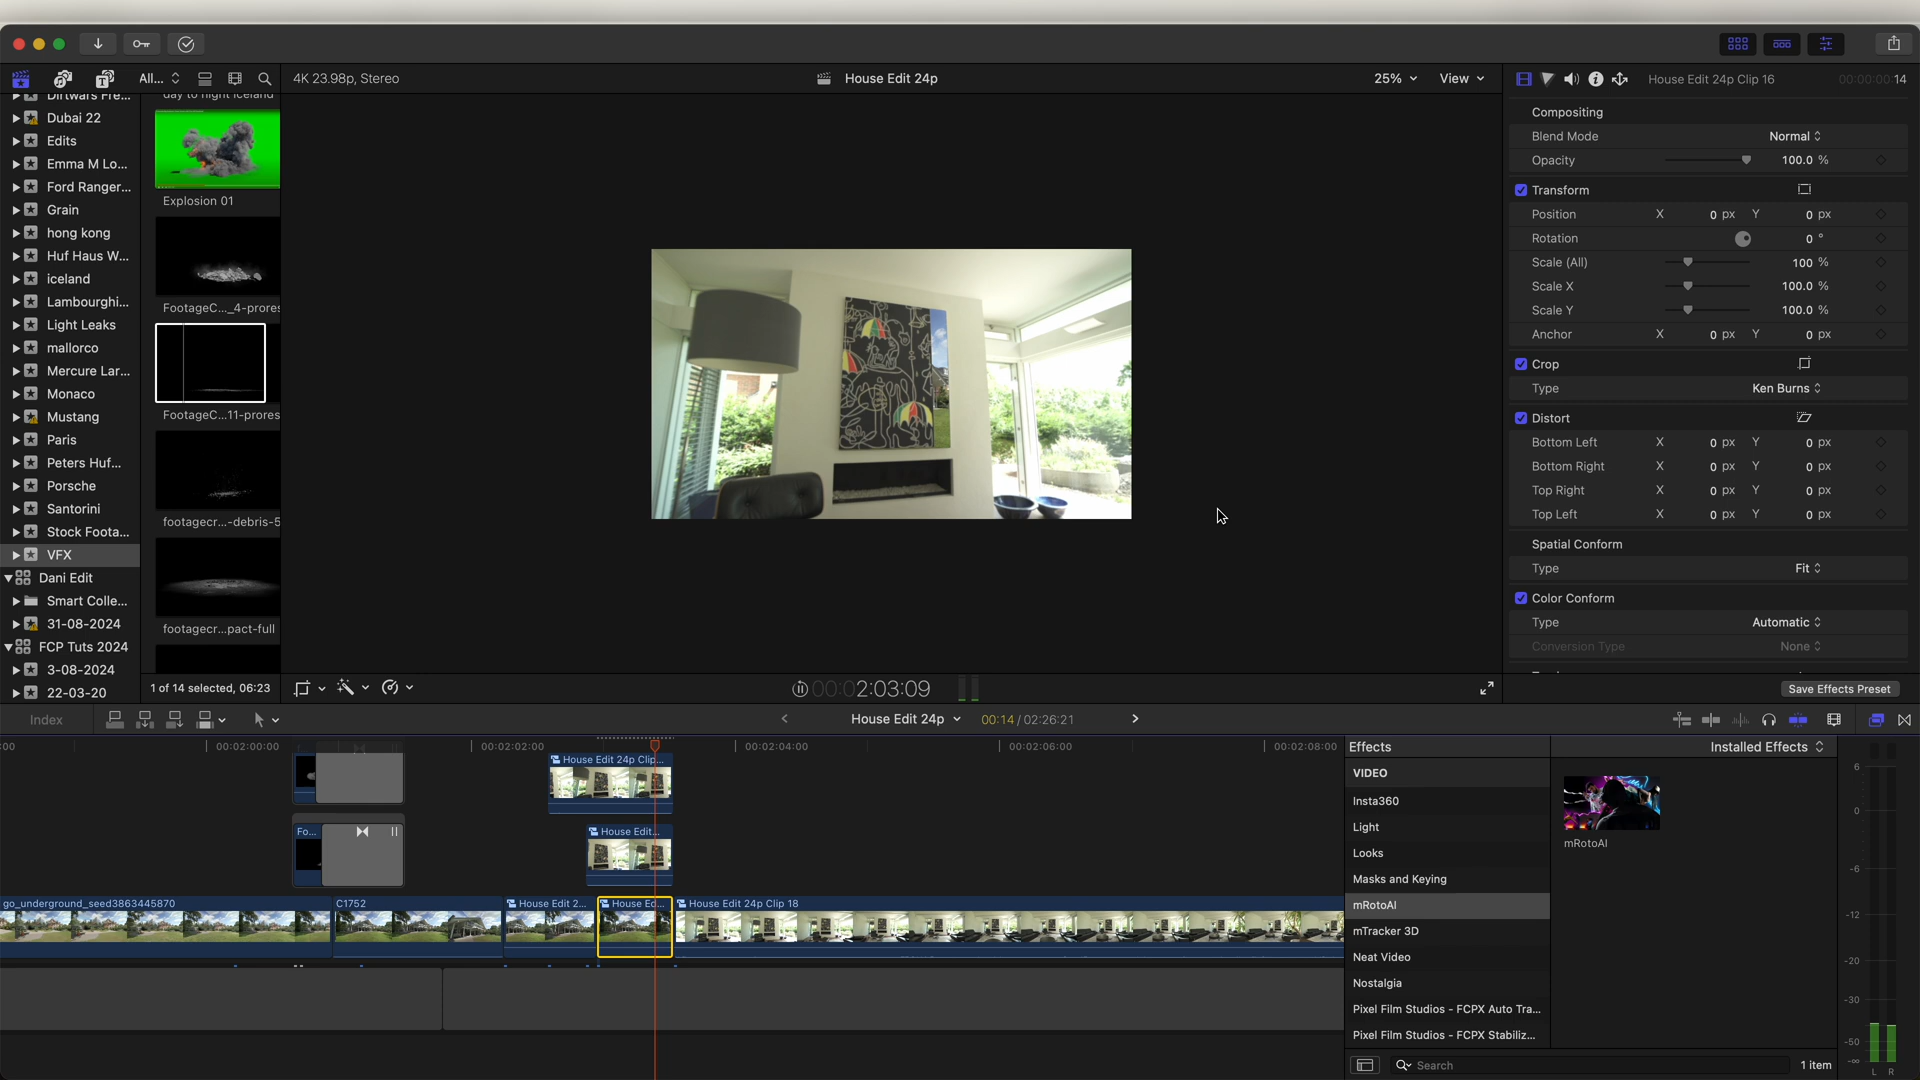 All...
4K 23.98p, Stereo
House Edit 24p
25%
View
House Edit 24p Clip 16
00:00:00:14
Dirtwars Fre...
Dubai 22
Edits
Emma M Lo...
Ford Ranger...
Grain
hong kong
Huf Haus W...
iceland
Lambourghi...
Light Leaks
mallorco
Mercure Lar...
Monaco
Mustang
Paris
Peters Huf...
Porsche
Santorini
Stock Foota...
VFX
Dani Edit
Smart Colle...
31-08-2024
FCP Tuts 2024
3-08-2024
22-03-20
day to night iceland
Explosion 01
FootageC..._4-prores
FootageC...11-prores
footagecr...-debris-5
footagecr...pact-full
1 of 14 selected, 06:23
00:02:03:09
Compositing
Blend Mode Normal
Opacity 100.0 %
Transform
Position X 0 px Y 0 px
Rotation 0 °
Scale (All) 100 %
Scale X 100.0 %
Scale Y 100.0 %
Anchor X 0 px Y 0 px
Crop
Type Ken Burns
Distort
Bottom Left X 0 px Y 0 px
Bottom Right X 0 px Y 0 px
Top Right X 0 px Y 0 px
Top Left X 0 px Y 0 px
Spatial Conform
Type Fit
Color Conform
Type Automatic
Conversion Type None
Save Effects Preset
Index
House Edit 24p
00:14 / 02:26:21
:00
00:02:00:00
00:02:02:00
00:02:04:00
00:02:06:00
00:02:08:00
House Edit 24p Clip...
Fo...
House Edit...
go_underground_seed3863445870
C1752
House Edit 2...
House Ed...
House Edit 24p Clip 18
Effects
Installed Effects
VIDEO
Insta360
Light
Looks
Masks and Keying
mRotoAI
mTracker 3D
Neat Video
Nostalgia
Pixel Film Studios - FCPX Auto Tra...
Pixel Film Studios - FCPX Stabiliz...
mRotoAI
Search
1 item
6
0
-6
-12
-20
-30
-50
-∞
L R